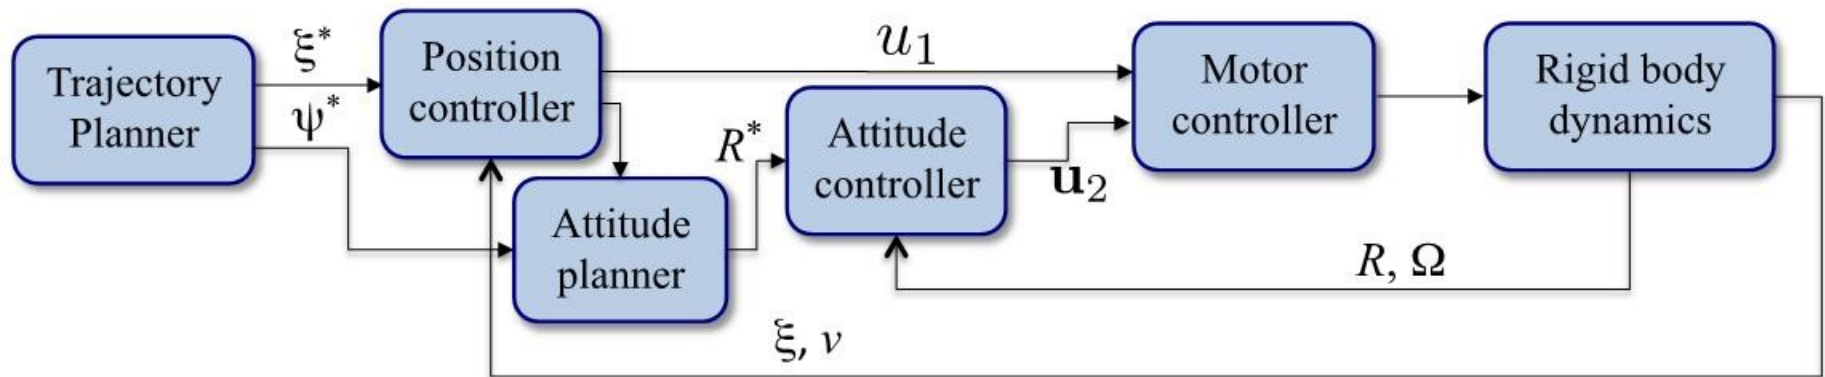 Trajectory
Planner
ξ*
ψ*
Position
controller
u₁
Attitude
planner
R*
Attitude
controller
u₂
Motor
controller
Rigid body
dynamics
R, Ω
ξ, v